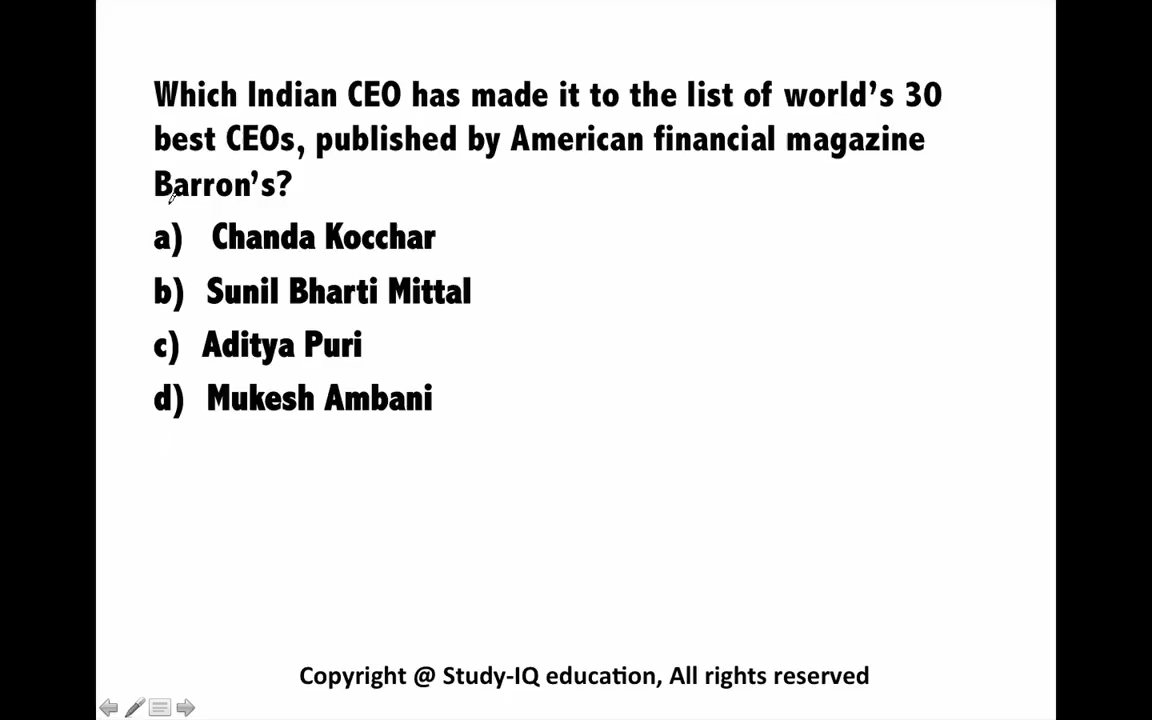 Which Indian CEO has made it to the list of world’s 30
best CEOs, published by American financial magazine
Barron’s?
a) Chanda Kocchar
b) Sunil Bharti Mittal
c) Aditya Puri
d) Mukesh Ambani
Copyright @ Study-IQ education, All rights reserved